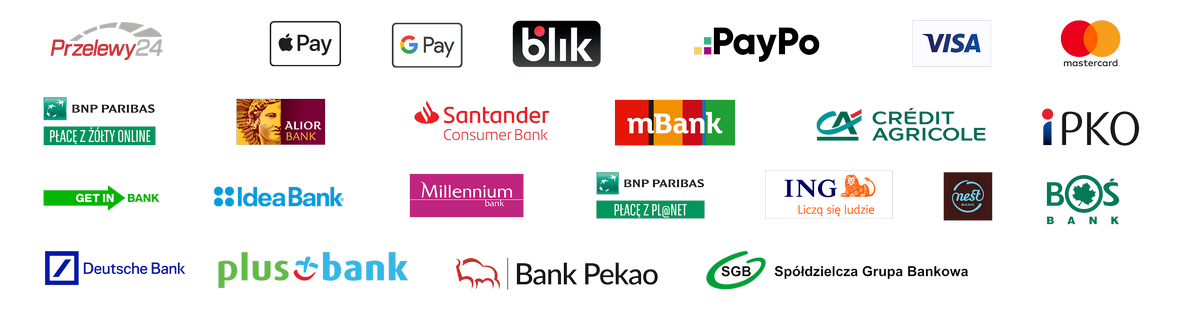 Przelewy24
Pay
G Pay
blik
PayPo
VISA
mastercard.
BNP PARIBAS
PŁACĘ Z ŻÓŁTY ONLINE
ALIOR
BANK
Santander
Consumer Bank
mBank
CRÉDIT
AGRICOLE
iPKO
GET IN BANK
IdeaBank
Millennium
bank
BNP PARIBAS
PŁACĘ Z PL@NET
ING
Liczą się ludzie
nest
BANK
BOŚ
BANK
Deutsche Bank
plus bank
Bank Pekao
SGB Spółdzielcza Grupa Bankowa